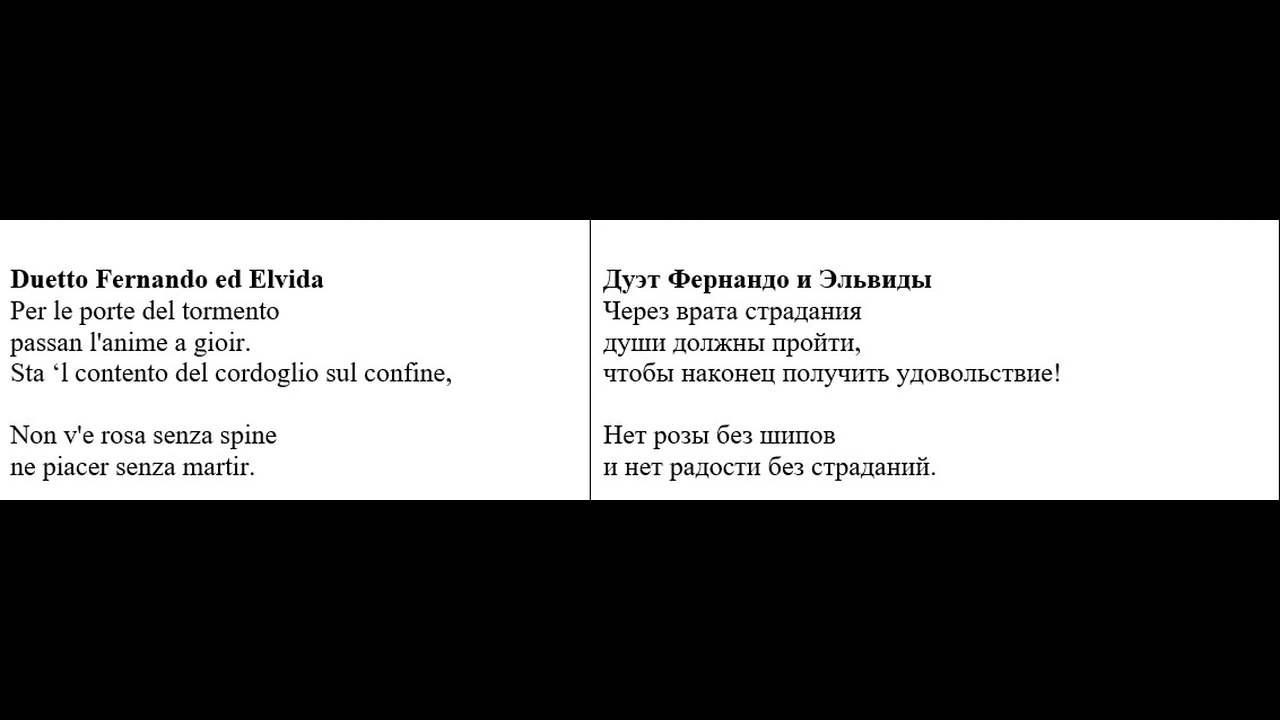 Duetto Fernando ed Elvida
Per le porte del tormento
passan l'anime a gioir.
Sta ‘l contento del cordoglio sul confine,
Non v'e rosa senza spine
ne piacer senza martir.
Дуэт Фернандо и Эльвиды
Через врата страдания
души должны пройти,
чтобы наконец получить удовольствие!
Нет розы без шипов
и нет радости без страданий.